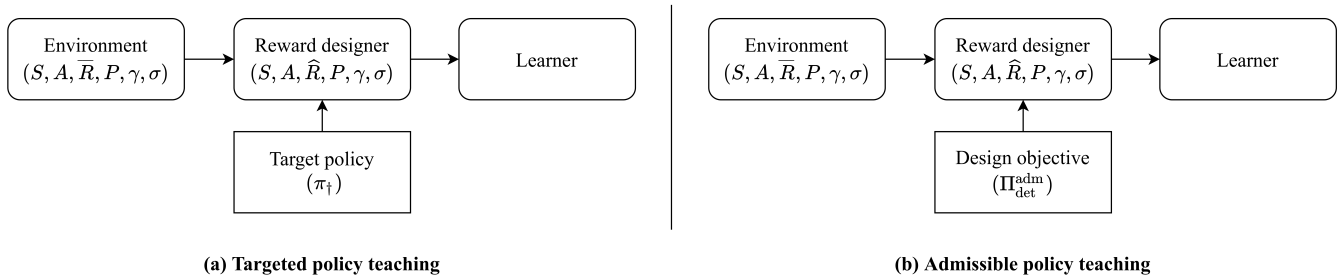 Environment
(S, A, R̅, P, γ, σ)
Reward designer
(S, A, R̂, P, γ, σ)
Learner
Target policy
(π†)
(a) Targeted policy teaching
Environment
(S, A, R̅, P, γ, σ)
Reward designer
(S, A, R̂, P, γ, σ)
Learner
Design objective
(Π^adm_det)
(b) Admissible policy teaching